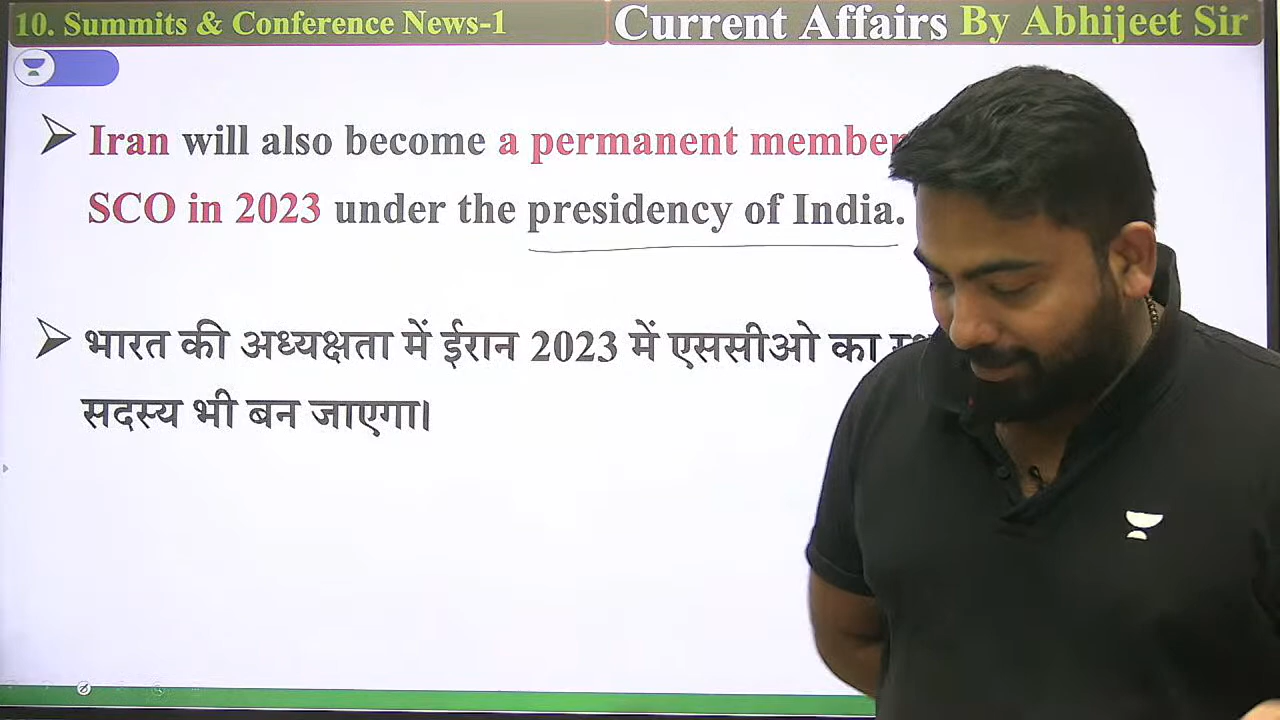 10. Summits & Conference News-1
Current Affairs By Abhijeet Sir
Iran will also become a permanent member
SCO in 2023 under the presidency of India.
भारत की अध्यक्षता में ईरान 2023 में एससीओ का
सदस्य भी बन जाएगा।